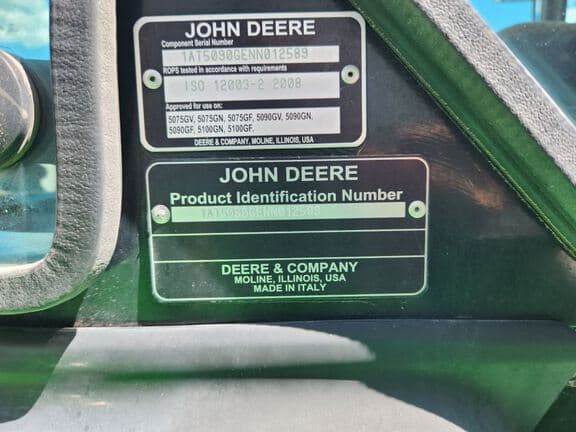 JOHN DEERE
Component Serial Number
1AT5090GENN012589
ROPS tested in accordance with requirements
ISO 12003-2 2008
Approved for use on:
5075GV, 5075GN, 5075GF, 5090GV, 5090GN,
5090GF, 5100GN, 5100GF.
DEERE & COMPANY, MOLINE, ILLINOIS, USA
JOHN DEERE
Product Identification Number
DEERE & COMPANY
MOLINE, ILLINOIS, USA
MADE IN ITALY